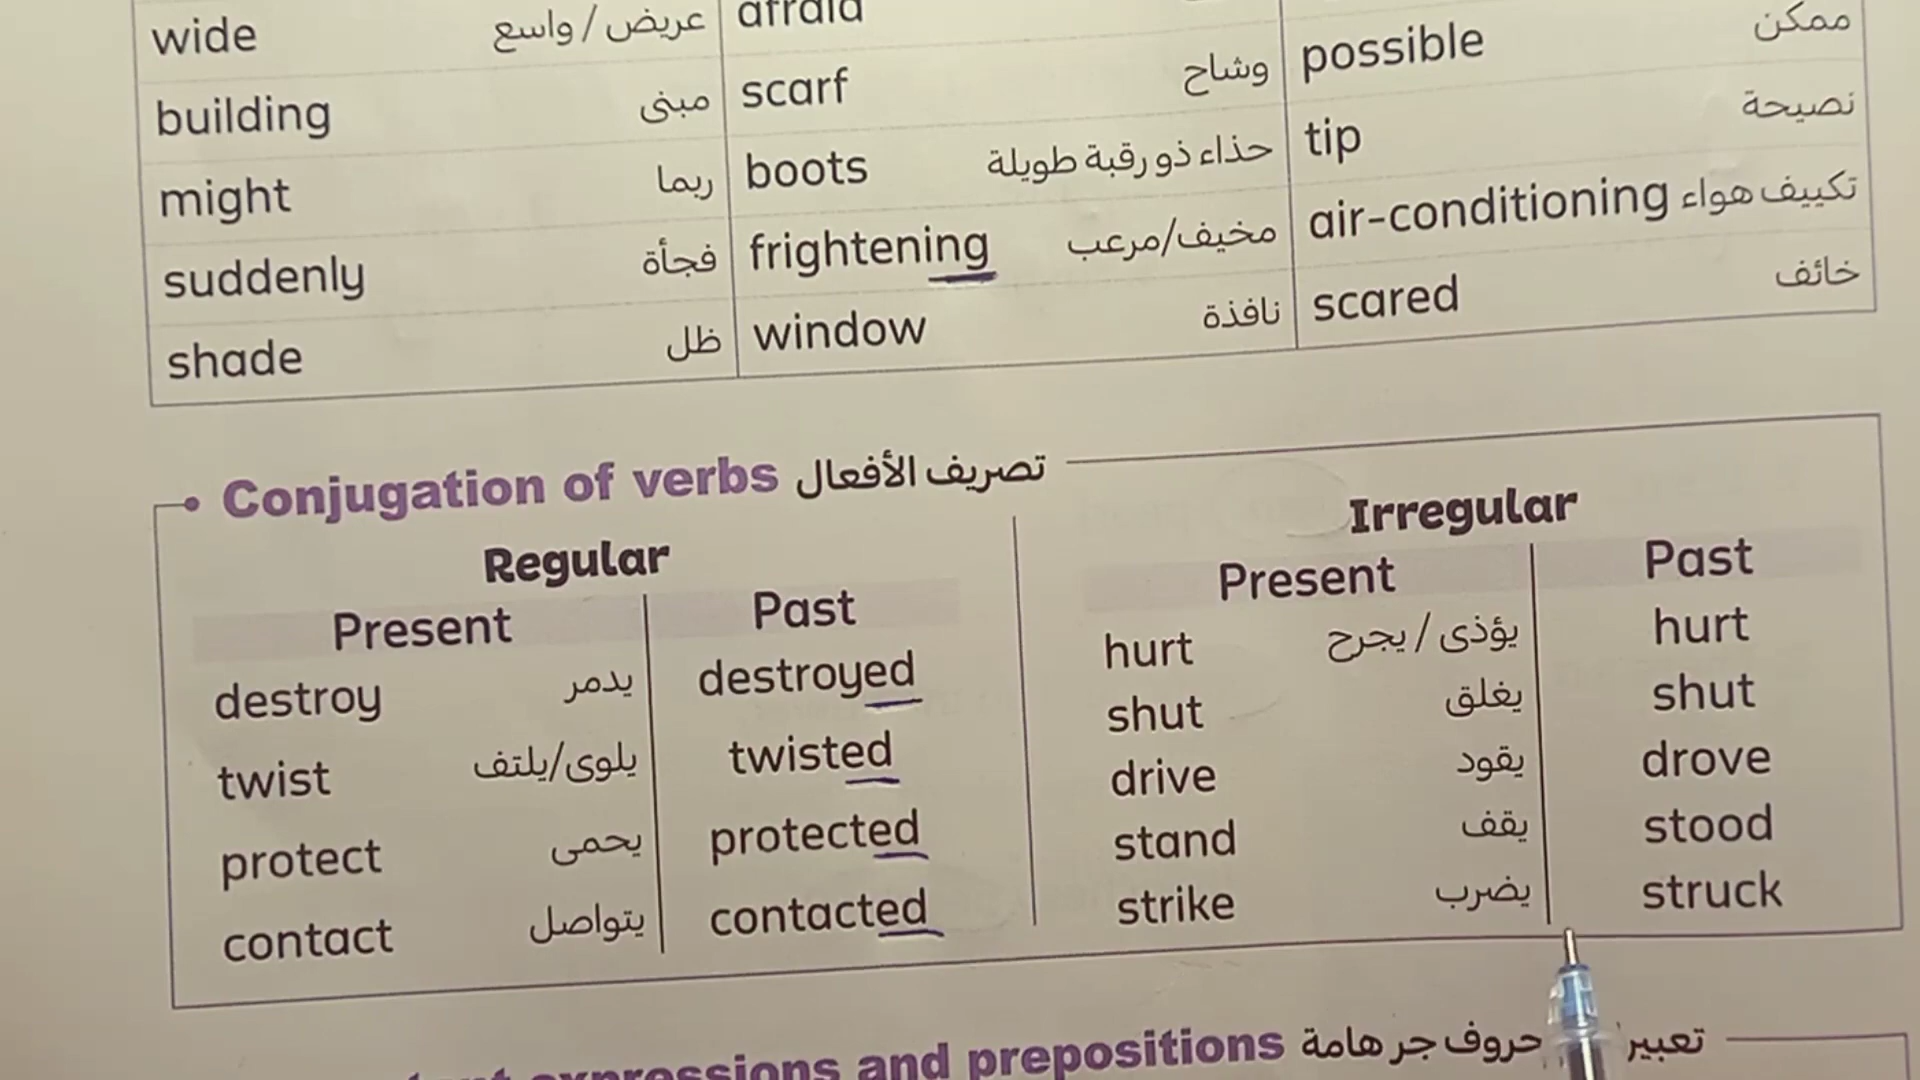 wide عريض / واسع afraid
possible ممكن
building مبنى scarf وشاح
tip نصيحة
might ربما boots حذاء ذو رقبة طويلة
air-conditioning تكييف هواء
suddenly فجأة frightening مخيف/مرعب
scared خائف
shade ظل window نافذة
Conjugation of verbs تصريف الأفعال
Regular
Irregular
Present Past
Present Past
destroy يدمر destroyed
hurt يؤذى / يجرح hurt
twist يلوى/يلتف twisted
shut يغلق shut
protect يحمى protected
drive يقود drove
contact يتواصل contacted
stand يقف stood
strike يضرب struck
expressions and prepositions تعبير حروف جر هامة